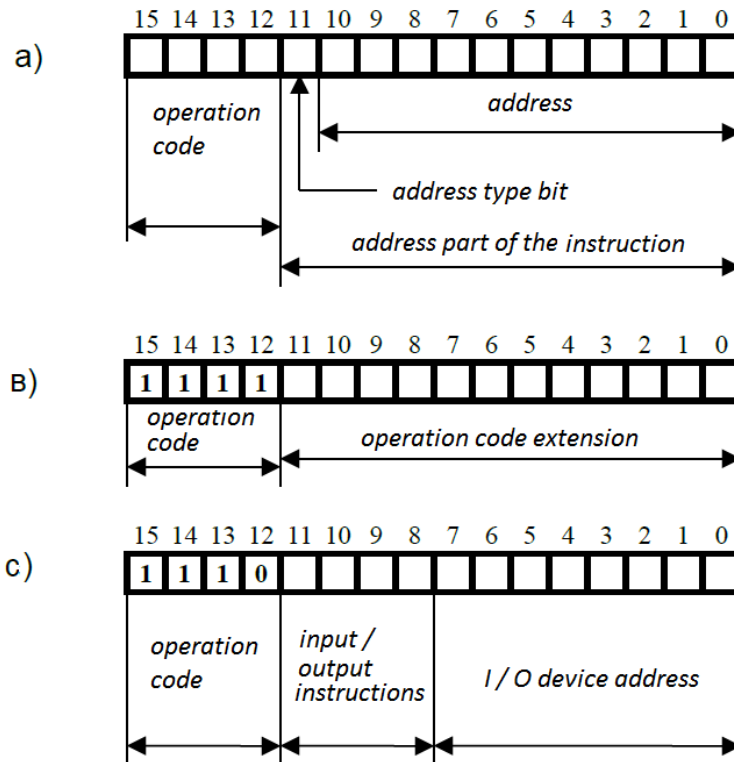 15 14 13 12 11 10 9 8 7 6 5 4 3 2 1 0
a)
operation
code
address
address type bit
address part of the instruction
15 14 13 12 11 10 9 8 7 6 5 4 3 2 1 0
в)
1 1 1 1
operation
code
operation code extension
15 14 13 12 11 10 9 8 7 6 5 4 3 2 1 0
c)
1 1 1 0
operation
code
input /
output
instructions
I / O device address